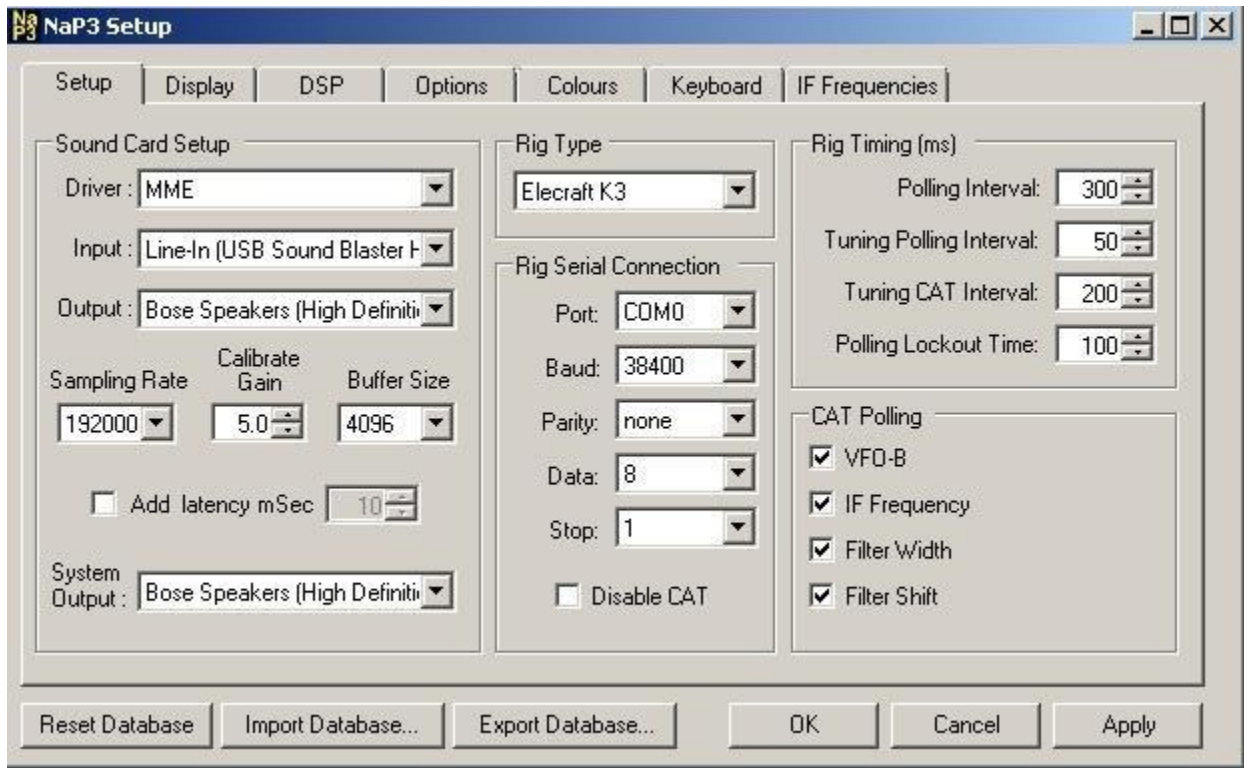 Na
P3 NaP3 Setup
Setup Display DSP Options Colours Keyboard IF Frequencies
Sound Card Setup
Driver : MME
Input : Line-In (USB Sound Blaster H
Output : Bose Speakers (High Definiti
Sampling Rate
Calibrate
Gain
Buffer Size
192000 5.0 4096
Add latency mSec 10
System
Output : Bose Speakers (High Definiti
Rig Type
Elecraft K3
Rig Serial Connection
Port: COM0
Baud: 38400
Parity: none
Data: 8
Stop: 1
Disable CAT
Rig Timing (ms)
Polling Interval: 300
Tuning Polling Interval: 50
Tuning CAT Interval: 200
Polling Lockout Time: 100
CAT Polling
VFO-B
IF Frequency
Filter Width
Filter Shift
Reset Database Import Database... Export Database... OK Cancel Apply